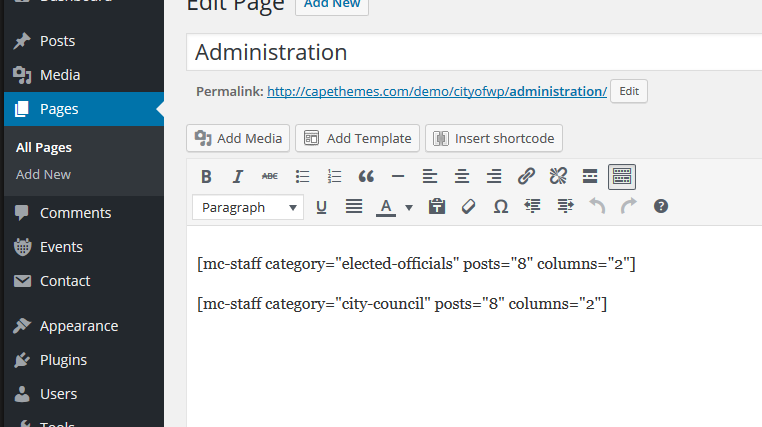 Dashboard
Posts
Media
Pages
All Pages
Add New
Comments
Events
Contact
Appearance
Plugins
Users
Tools
Edit Page Add New
Administration
Permalink: http://capethemes.com/demo/cityofwp/administration/ Edit
Add Media Add Template Insert shortcode
B I ABC
Paragraph U A Ω
[mc-staff category="elected-officials" posts="8" columns="2"]
[mc-staff category="city-council" posts="8" columns="2"]